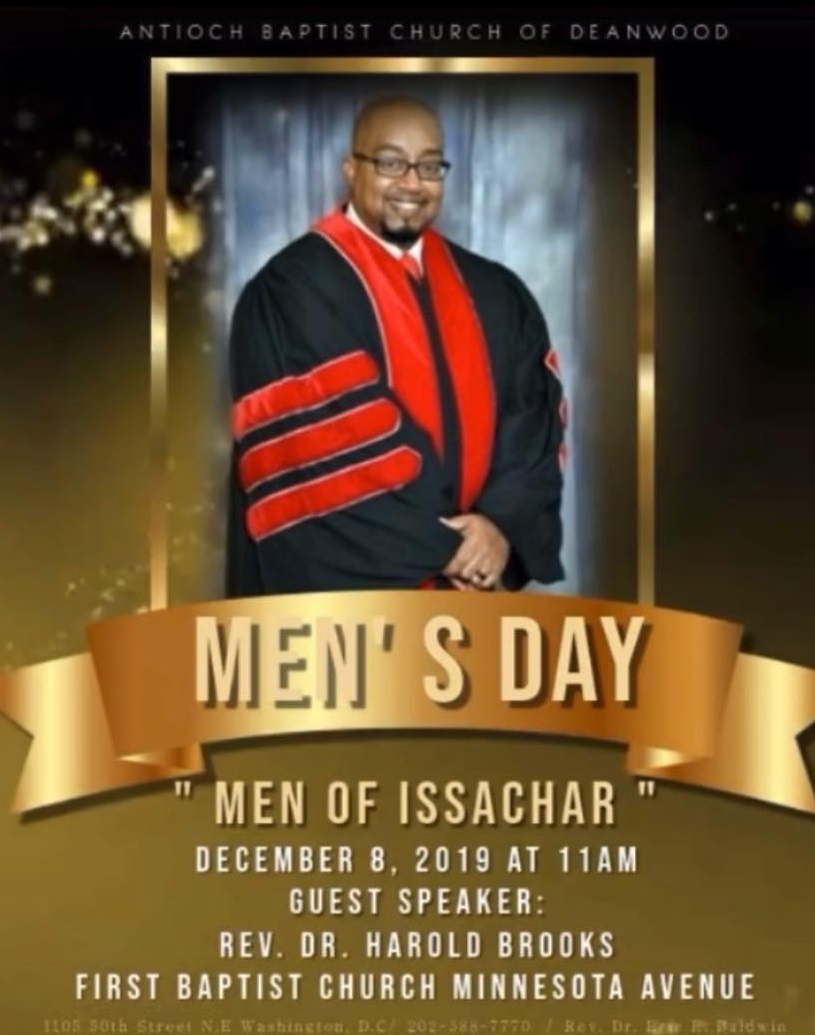 ANTIOCH BAPTIST CHURCH OF DEANWOOD
MEN'S DAY
" MEN OF ISSACHAR "
DECEMBER 8, 2019 AT 11AM
GUEST SPEAKER:
REV. DR. HAROLD BROOKS
FIRST BAPTIST CHURCH MINNESOTA AVENUE
1105 50th Street N.E Washington, D.C/ 202-388-7770 / Rev. Dr. Baldwin